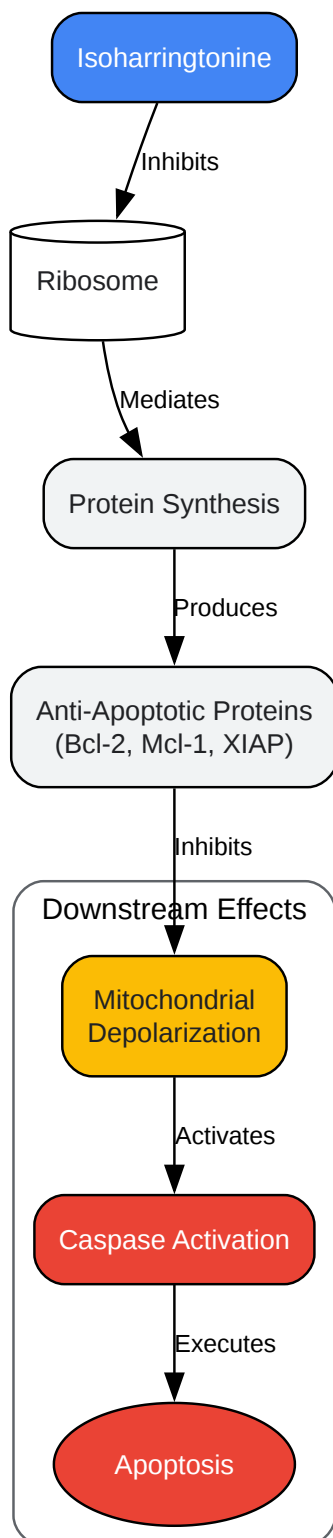 Isoharringtonine
Inhibits
Ribosome
Mediates
Protein Synthesis
Produces
Anti-Apoptotic Proteins
(Bcl-2, Mcl-1, XIAP)
Inhibits
Downstream Effects
Mitochondrial
Depolarization
Activates
Caspase Activation
Executes
Apoptosis